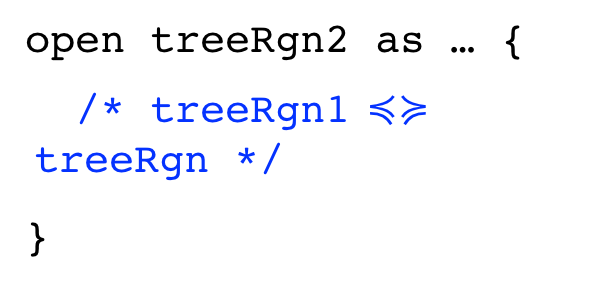 open treeRgn2 as … {
/* treeRgn1 ≼≽
treeRgn */
}